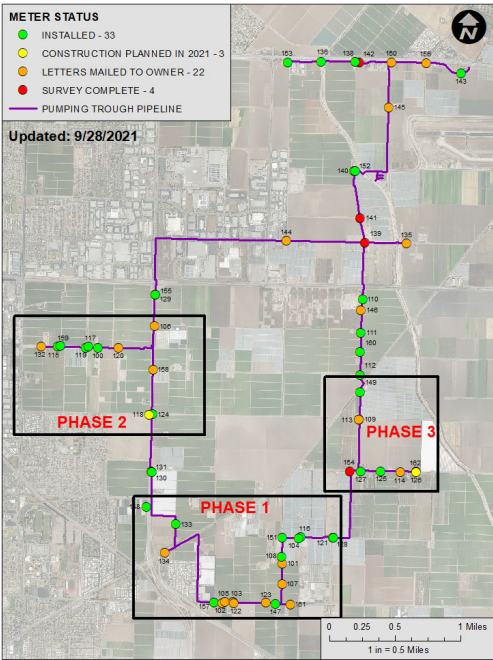 METER STATUS
INSTALLED - 33
CONSTRUCTION PLANNED IN 2021 - 3
LETTERS MAILED TO OWNER - 22
SURVEY COMPLETE - 4
PUMPING TROUGH PIPELINE
N
Updated: 9/28/2021
153 136 138 142 150 156
143
145
140 152
141
144 139 135
155
129
110
146
106
111
159 117
132 115 119 100 120
160
112
158
149
118 124
PHASE 2
113 109
PHASE 3
131
130
154 127 125 114 162
126
148
PHASE 1
133
151 116
104 121 128
134
108
101
107
105 103
157 102 122 123 147 161
0 0.25 0.5 1 Miles
1 in = 0.5 Miles